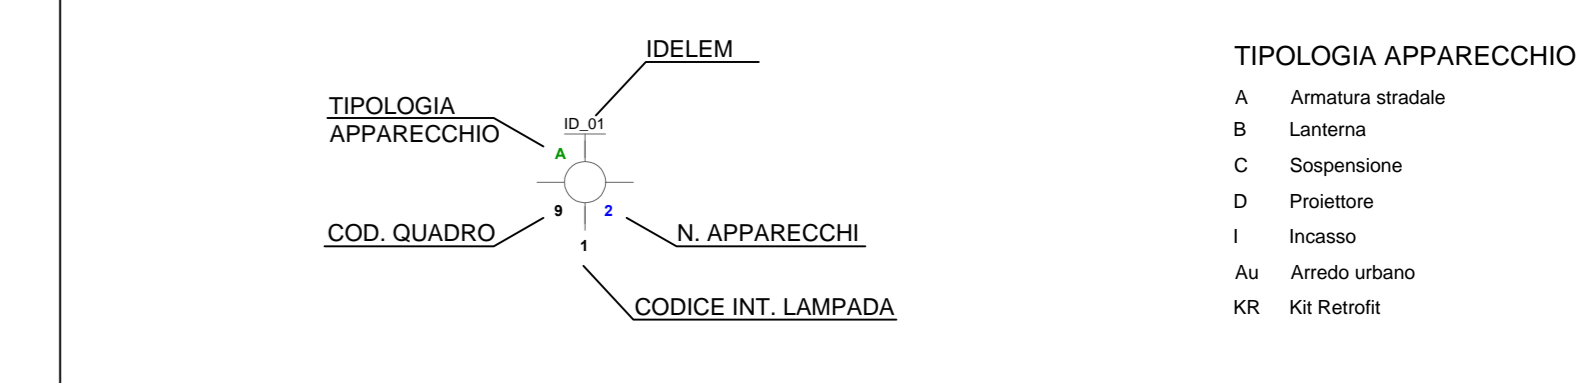 IDELEM
TIPOLOGIA
APPARECCHIO
ID_01
A
9
2
COD. QUADRO
N. APPARECCHI
1
CODICE INT. LAMPADA
TIPOLOGIA APPARECCHIO
A Armatura stradale
B Lanterna
C Sospensione
D Proiettore
I Incasso
Au Arredo urbano
KR Kit Retrofit